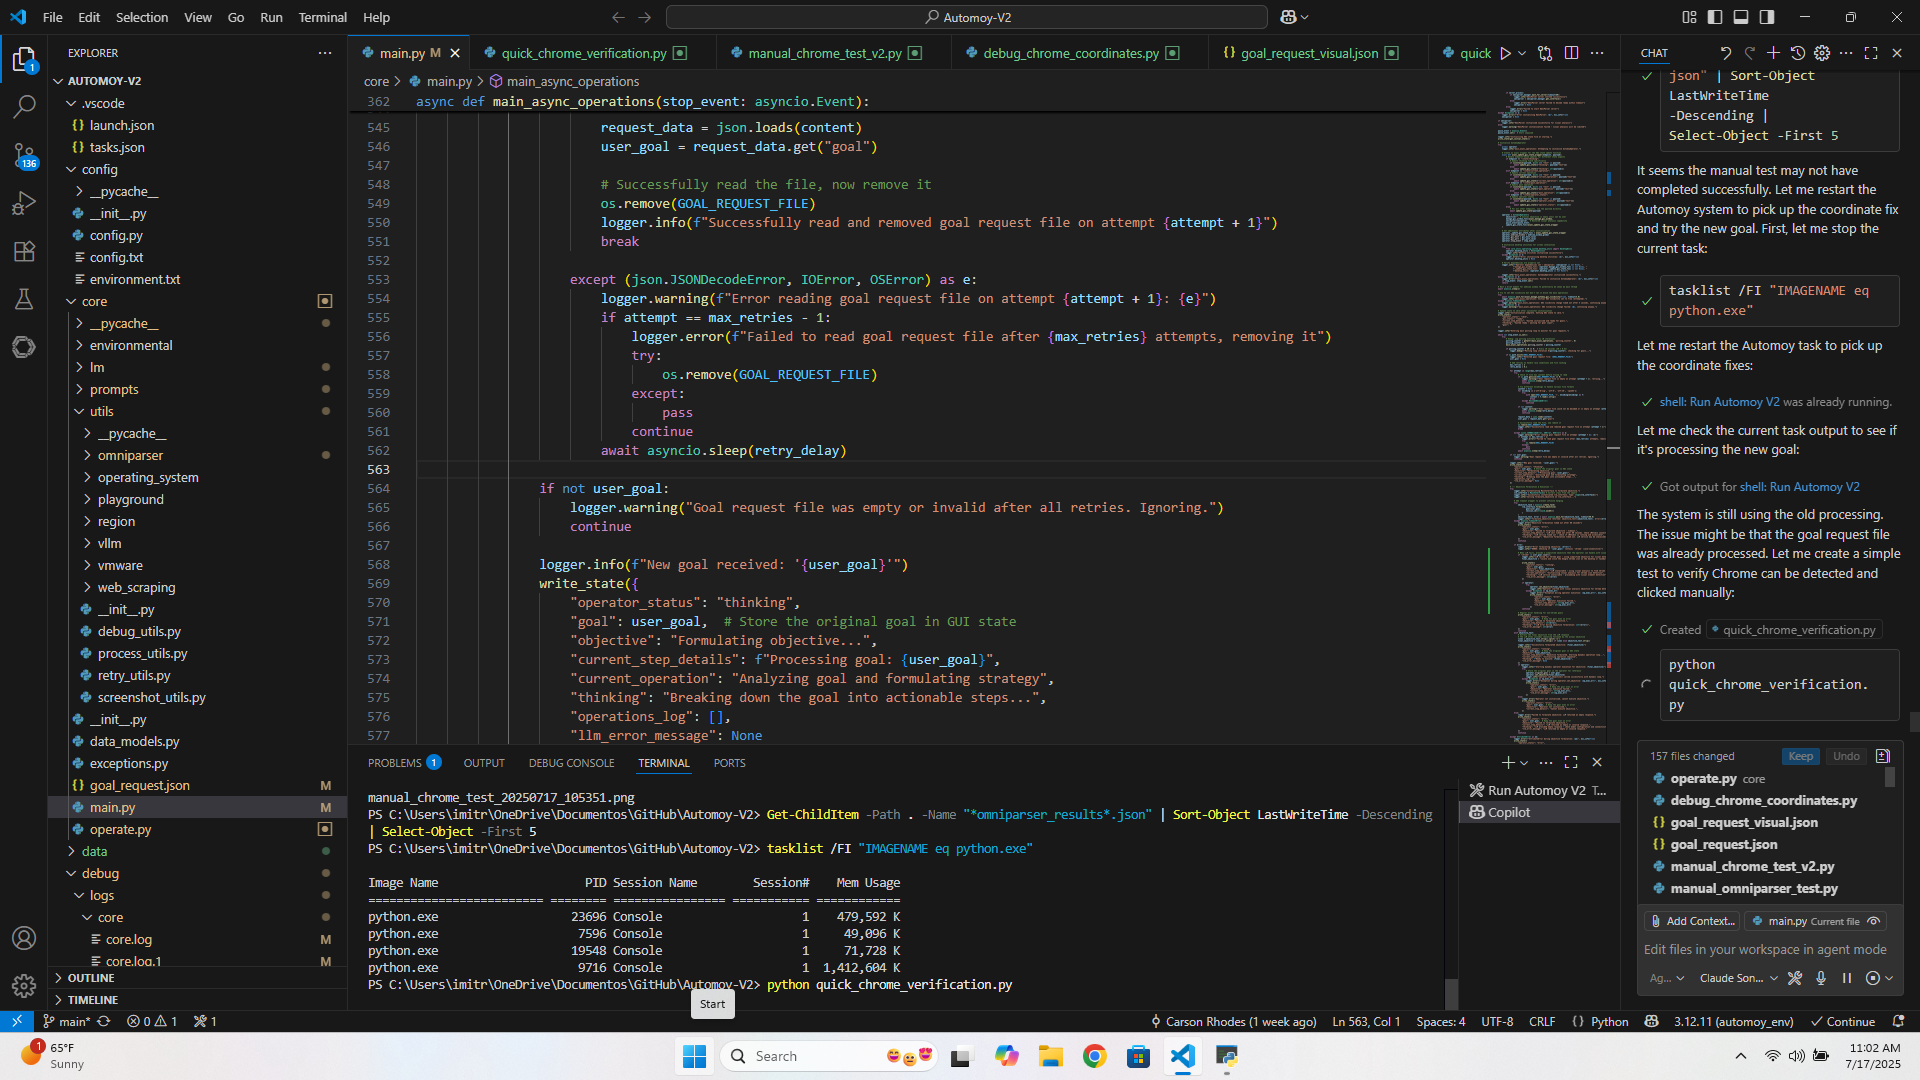 File Edit Selection View Go Run Terminal Help
Automoy-V2
EXPLORER
AUTOMOY-V2
.vscode
launch.json
tasks.json
config
__pycache__
__init__.py
config.py
config.txt
environment.txt
core
__pycache__
environmental
lm
prompts
utils
__pycache__
omniparser
operating_system
playground
region
vllm
vmware
web_scraping
__init__.py
debug_utils.py
process_utils.py
retry_utils.py
screenshot_utils.py
__init__.py
data_models.py
exceptions.py
goal_request.json M
main.py M
operate.py
data
debug
logs
core
core.log M
core.log.1 M
OUTLINE
TIMELINE
1
136
main.py M quick_chrome_verification.py manual_chrome_test_v2.py debug_chrome_coordinates.py goal_request_visual.json quick
core > main.py > main_async_operations
362 async def main_async_operations(stop_event: asyncio.Event):
545 request_data = json.loads(content)
546 user_goal = request_data.get("goal")
547
548 # Successfully read the file, now remove it
549 os.remove(GOAL_REQUEST_FILE)
550 logger.info(f"Successfully read and removed goal request file on attempt {attempt + 1}")
551 break
552
553 except (json.JSONDecodeError, IOError, OSError) as e:
554 logger.warning(f"Error reading goal request file on attempt {attempt + 1}: {e}")
555 if attempt == max_retries - 1:
556 logger.error(f"Failed to read goal request file after {max_retries} attempts, removing it")
557 try:
558 os.remove(GOAL_REQUEST_FILE)
559 except:
560 pass
561 continue
562 await asyncio.sleep(retry_delay)
563
564 if not user_goal:
565 logger.warning("Goal request file was empty or invalid after all retries. Ignoring.")
566 continue
567
568 logger.info(f"New goal received: '{user_goal}'")
569 write_state({
570 "operator_status": "thinking",
571 "goal": user_goal, # Store the original goal in GUI state
572 "objective": "Formulating objective...",
573 "current_step_details": f"Processing goal: {user_goal}",
574 "current_operation": "Analyzing goal and formulating strategy",
575 "thinking": "Breaking down the goal into actionable steps...",
576 "operations_log": [],
577 "llm_error_message": None
PROBLEMS 1 OUTPUT DEBUG CONSOLE TERMINAL PORTS
manual_chrome_test_20250717_105351.png
PS C:\Users\imitr\OneDrive\Documentos\GitHub\Automoy-V2> Get-ChildItem -Path . -Name "*omniparser_results*.json" | Sort-Object LastWriteTime -Descending
| Select-Object -First 5
PS C:\Users\imitr\OneDrive\Documentos\GitHub\Automoy-V2> tasklist /FI "IMAGENAME eq python.exe"
Image Name PID Session Name Session# Mem Usage
========================= ======== ================ =========== ============
python.exe 23696 Console 1 479,592 K
python.exe 7596 Console 1 49,096 K
python.exe 19548 Console 1 71,728 K
python.exe 9716 Console 1 1,412,604 K
PS C:\Users\imitr\OneDrive\Documentos\GitHub\Automoy-V2> python quick_chrome_verification.py
Run Automoy V2 T...
Copilot
Start
CHAT
json" | Sort-Object
LastWriteTime
-Descending |
Select-Object -First 5
It seems the manual test may not have
completed successfully. Let me restart the
Automoy system to pick up the coordinate fix
and try the new goal. First, let me stop the
current task:
tasklist /FI "IMAGENAME eq
python.exe"
Let me restart the Automoy task to pick up
the coordinate fixes:
shell: Run Automoy V2 was already running.
Let me check the current task output to see if
it's processing the new goal:
Got output for shell: Run Automoy V2
The system is still using the old processing.
The issue might be that the goal request file
was already processed. Let me create a simple
test to verify Chrome can be detected and
clicked manually:
Created quick_chrome_verification.py
python
quick_chrome_verification.
py
157 files changed Keep Undo
operate.py core
debug_chrome_coordinates.py
goal_request_visual.json
goal_request.json
manual_chrome_test_v2.py
manual_omniparser_test.py
Add Context... main.py Current file
Edit files in your workspace in agent mode
Ag... Claude Son...
main* 0 1 1
Carson Rhodes (1 week ago) Ln 563, Col 1 Spaces: 4 UTF-8 CRLF Python 3.12.11 (automoy_env) Continue
1
65°F
Sunny
Search
11:02 AM
7/17/2025